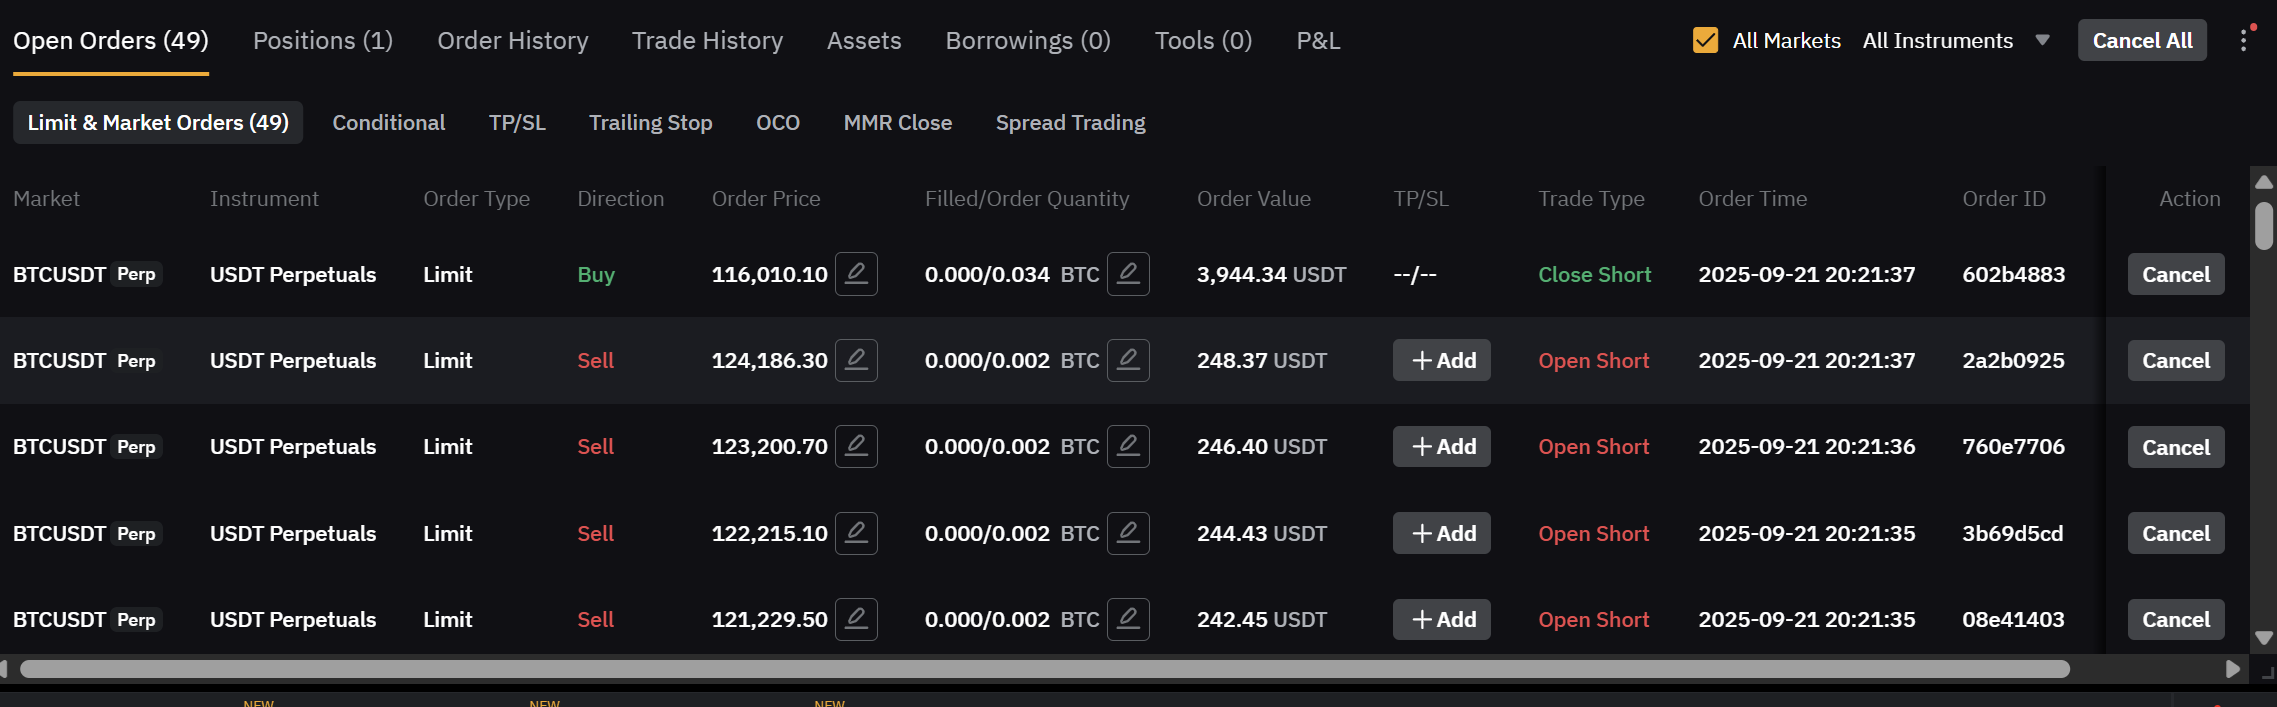 Open Orders (49) Positions (1) Order History Trade History Assets Borrowings (0) Tools (0) P&L All Markets All Instruments Cancel All
Limit & Market Orders (49) Conditional TP/SL Trailing Stop OCO MMR Close Spread Trading
Market Instrument Order Type Direction Order Price Filled/Order Quantity Order Value TP/SL Trade Type Order Time Order ID Action
BTCUSDT Perp USDT Perpetuals Limit Buy 116,010.10 0.000/0.034 BTC 3,944.34 USDT --/-- Close Short 2025-09-21 20:21:37 602b4883 Cancel
BTCUSDT Perp USDT Perpetuals Limit Sell 124,186.30 0.000/0.002 BTC 248.37 USDT +Add Open Short 2025-09-21 20:21:37 2a2b0925 Cancel
BTCUSDT Perp USDT Perpetuals Limit Sell 123,200.70 0.000/0.002 BTC 246.40 USDT +Add Open Short 2025-09-21 20:21:36 760e7706 Cancel
BTCUSDT Perp USDT Perpetuals Limit Sell 122,215.10 0.000/0.002 BTC 244.43 USDT +Add Open Short 2025-09-21 20:21:35 3b69d5cd Cancel
BTCUSDT Perp USDT Perpetuals Limit Sell 121,229.50 0.000/0.002 BTC 242.45 USDT +Add Open Short 2025-09-21 20:21:35 08e41403 Cancel
NEW NEW NEW